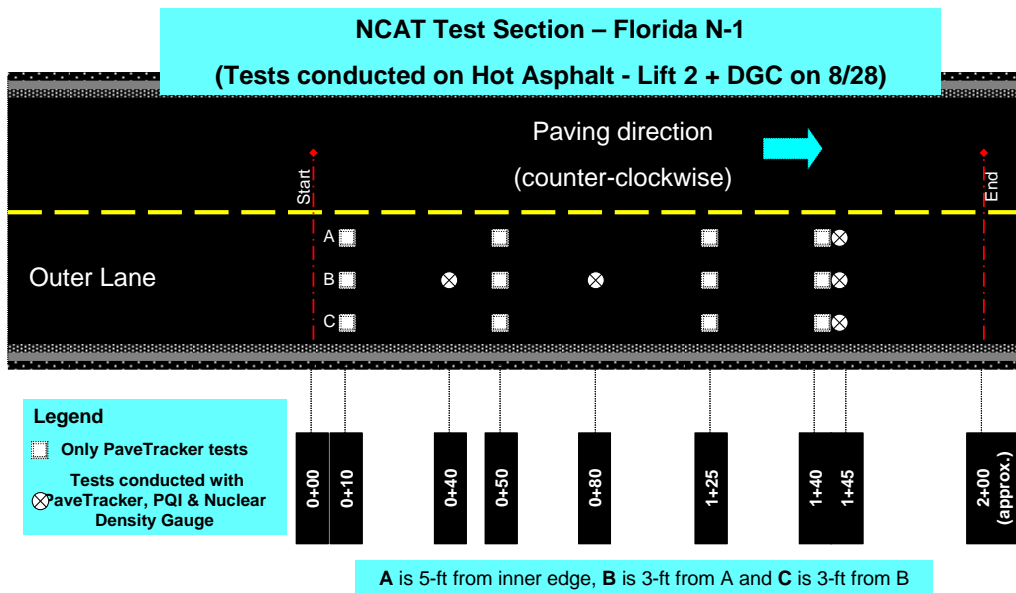 NCAT Test Section – Florida N-1
(Tests conducted on Hot Asphalt - Lift 2 + DGC on 8/28)
Paving direction
(counter-clockwise)
Start
End
A
Outer Lane
B
C
Legend
Only PaveTracker tests
Tests conducted with
PaveTracker, PQI & Nuclear
Density Gauge
0+00
0+10
0+40
0+50
0+80
1+25
1+40
1+45
2+00
(approx.)
A is 5-ft from inner edge, B is 3-ft from A and C is 3-ft from B